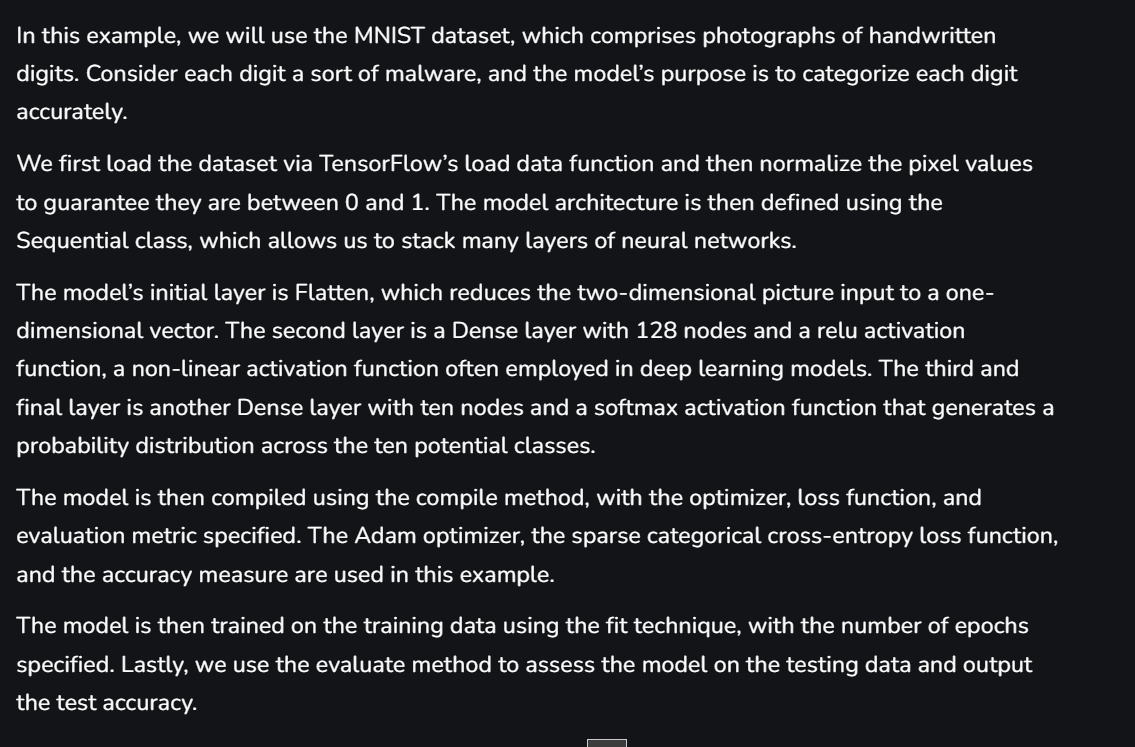 In this example, we will use the MNIST dataset, which comprises photographs of handwritten
digits. Consider each digit a sort of malware, and the model’s purpose is to categorize each digit
accurately.
We first load the dataset via TensorFlow’s load data function and then normalize the pixel values
to guarantee they are between 0 and 1. The model architecture is then defined using the
Sequential class, which allows us to stack many layers of neural networks.
The model’s initial layer is Flatten, which reduces the two-dimensional picture input to a one-
dimensional vector. The second layer is a Dense layer with 128 nodes and a relu activation
function, a non-linear activation function often employed in deep learning models. The third and
final layer is another Dense layer with ten nodes and a softmax activation function that generates a
probability distribution across the ten potential classes.
The model is then compiled using the compile method, with the optimizer, loss function, and
evaluation metric specified. The Adam optimizer, the sparse categorical cross-entropy loss function,
and the accuracy measure are used in this example.
The model is then trained on the training data using the fit technique, with the number of epochs
specified. Lastly, we use the evaluate method to assess the model on the testing data and output
the test accuracy.